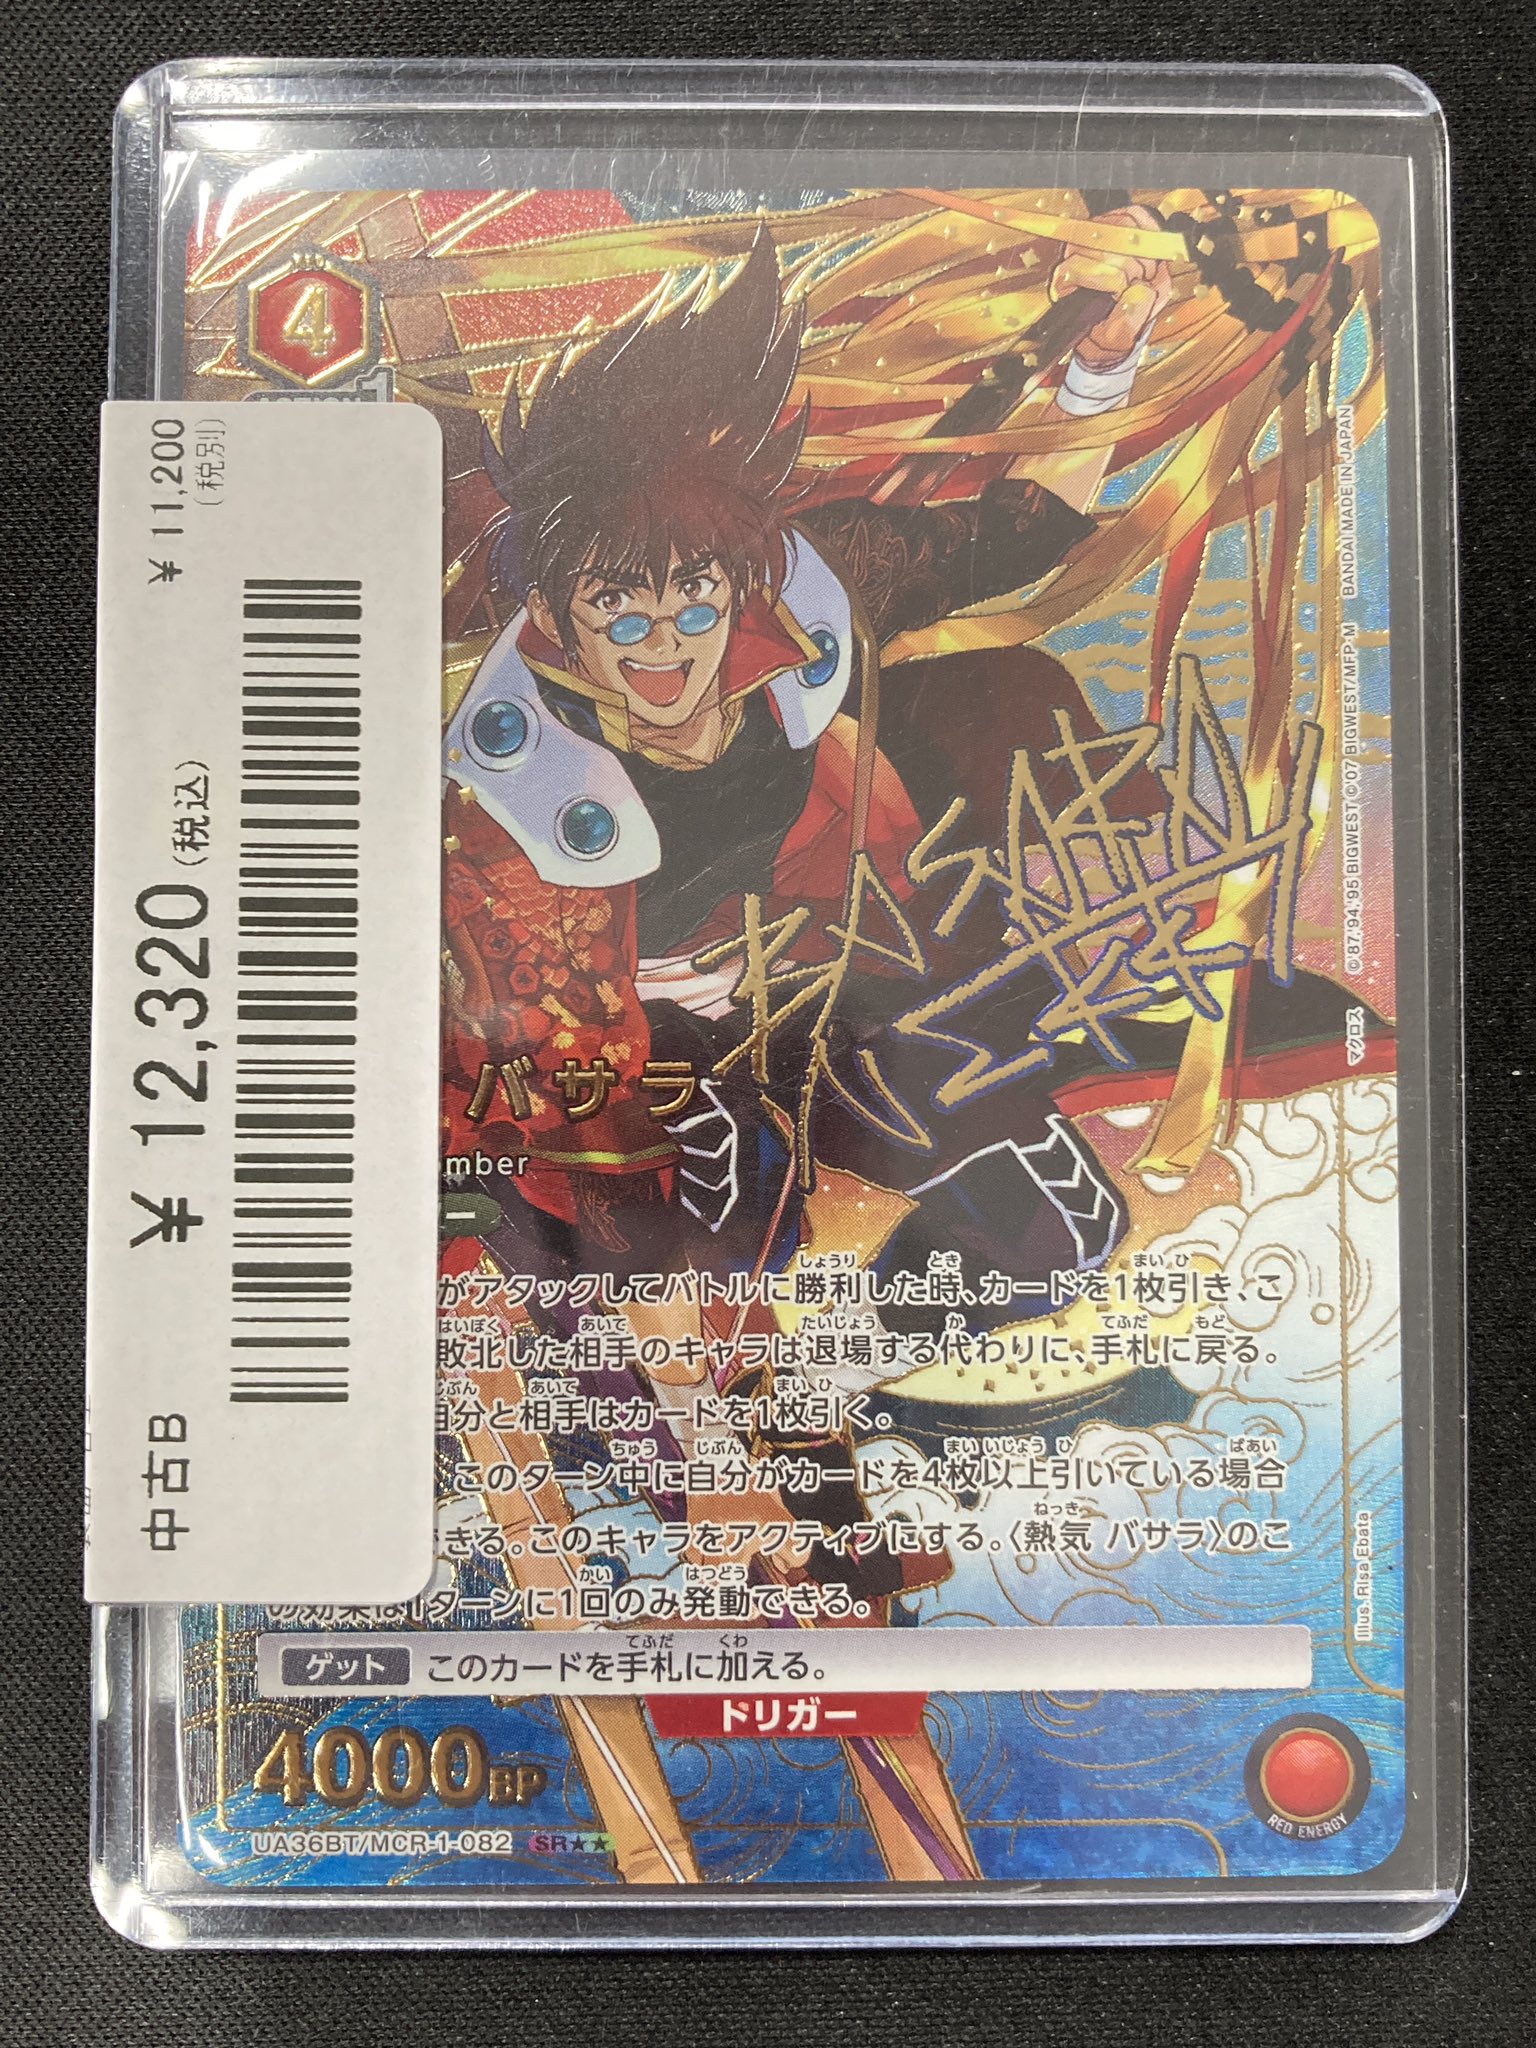 4
¥ 11,200
(税別)
¥ 12,320(税込)
中古B
バサラ
BASARA
mber
がアタックしてバトルに勝利した時、カードを1枚引き、こ
敗北した相手のキャラは退場する代わりに、手札に戻る。
自分と相手はカードを1枚引く。
このターン中に自分がカードを4枚以上引いている場合
できる。このキャラをアクティブにする。〈熱気 バサラ〉のこ
の効果は1ターンに1回のみ発動できる。
ゲット このカードを手札に加える。
ドリガー
4000BP
UA36BT/MCR-1-082 SR★★
RED ENERGY
マクロス ©'87,'94,'95 BIGWEST ©'07 BIGWEST/MFP・M BANDAI MADE IN JAPAN
Illus. Risa Ebata